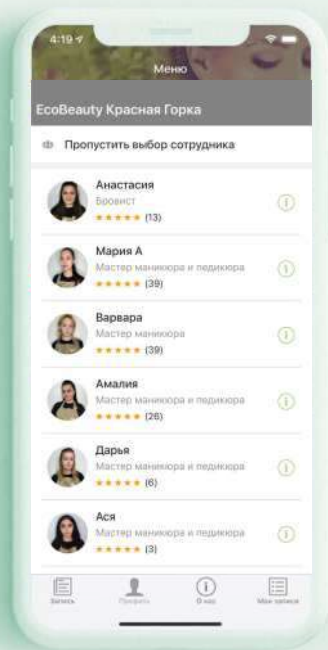 4:19
Меню
EcoBeauty Красная Горка
Пропустить выбор сотрудника
Анастасия
Бровист
(13)
Мария А
Мастер маникюра и педикюра
(39)
Варвара
Мастер маникюра
(39)
Амалия
Мастер маникюра и педикюра
(26)
Дарья
Мастер маникюра и педикюра
(6)
Ася
Мастер маникюра и педикюра
(3)
Запись
Профиль
О нас
Мои записи